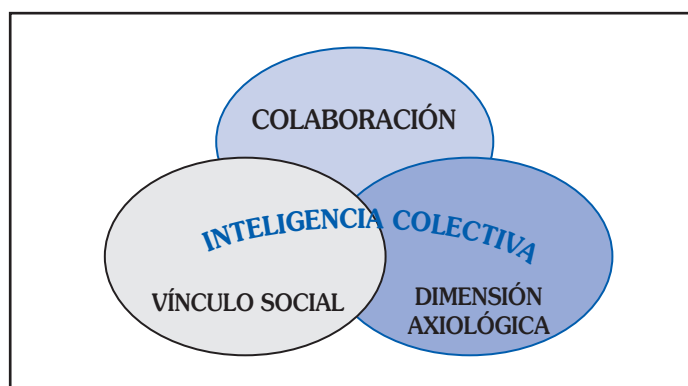 COLABORACIÓN
INTELIGENCIA COLECTIVA
VÍNCULO SOCIAL
DIMENSIÓN
AXIOLÓGICA